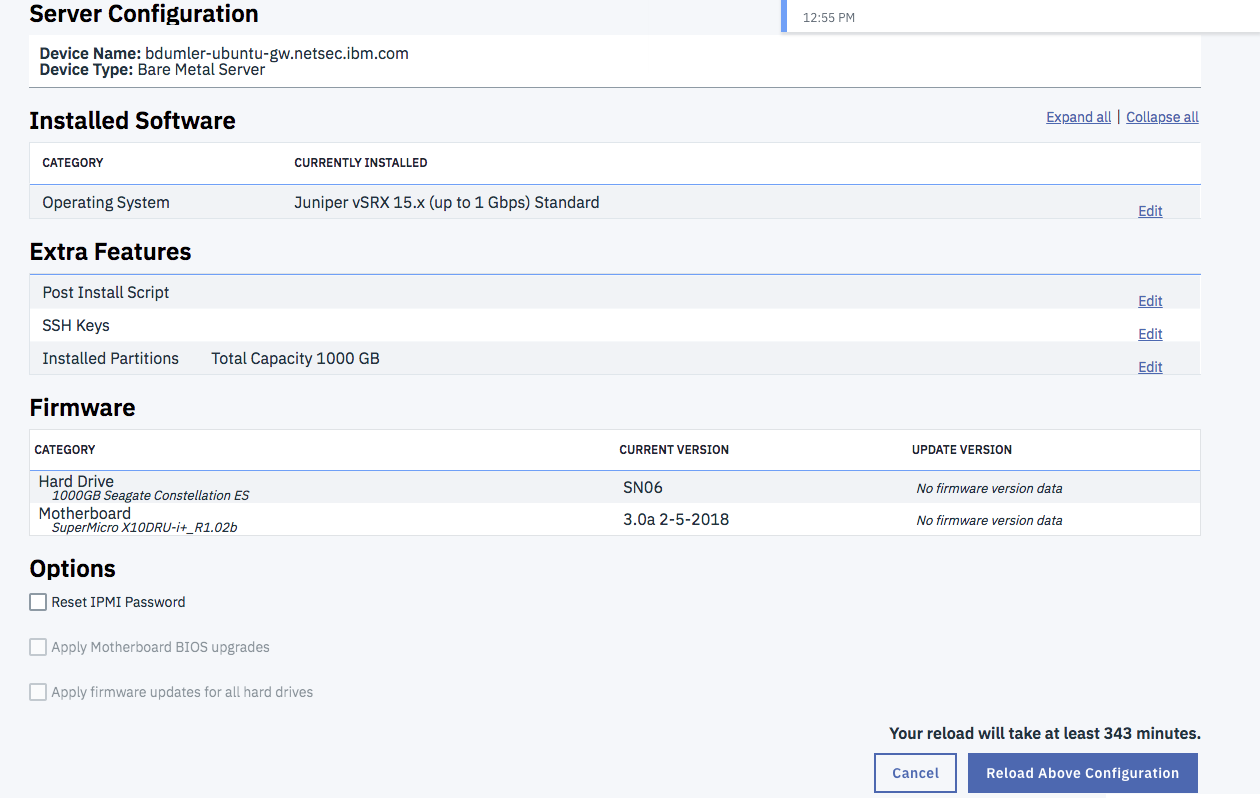 Server Configuration
12:55 PM
Device Name: bdumler-ubuntu-gw.netsec.ibm.com
Device Type: Bare Metal Server
Installed Software
Expand all | Collapse all
CATEGORY CURRENTLY INSTALLED
Operating System Juniper vSRX 15.x (up to 1 Gbps) Standard Edit
Extra Features
Post Install Script Edit
SSH Keys Edit
Installed Partitions Total Capacity 1000 GB Edit
Firmware
CATEGORY CURRENT VERSION UPDATE VERSION
Hard Drive
1000GB Seagate Constellation ES SN06 No firmware version data
Motherboard
SuperMicro X10DRU-i+_R1.02b 3.0a 2-5-2018 No firmware version data
Options
Reset IPMI Password
Apply Motherboard BIOS upgrades
Apply firmware updates for all hard drives
Your reload will take at least 343 minutes.
Cancel Reload Above Configuration